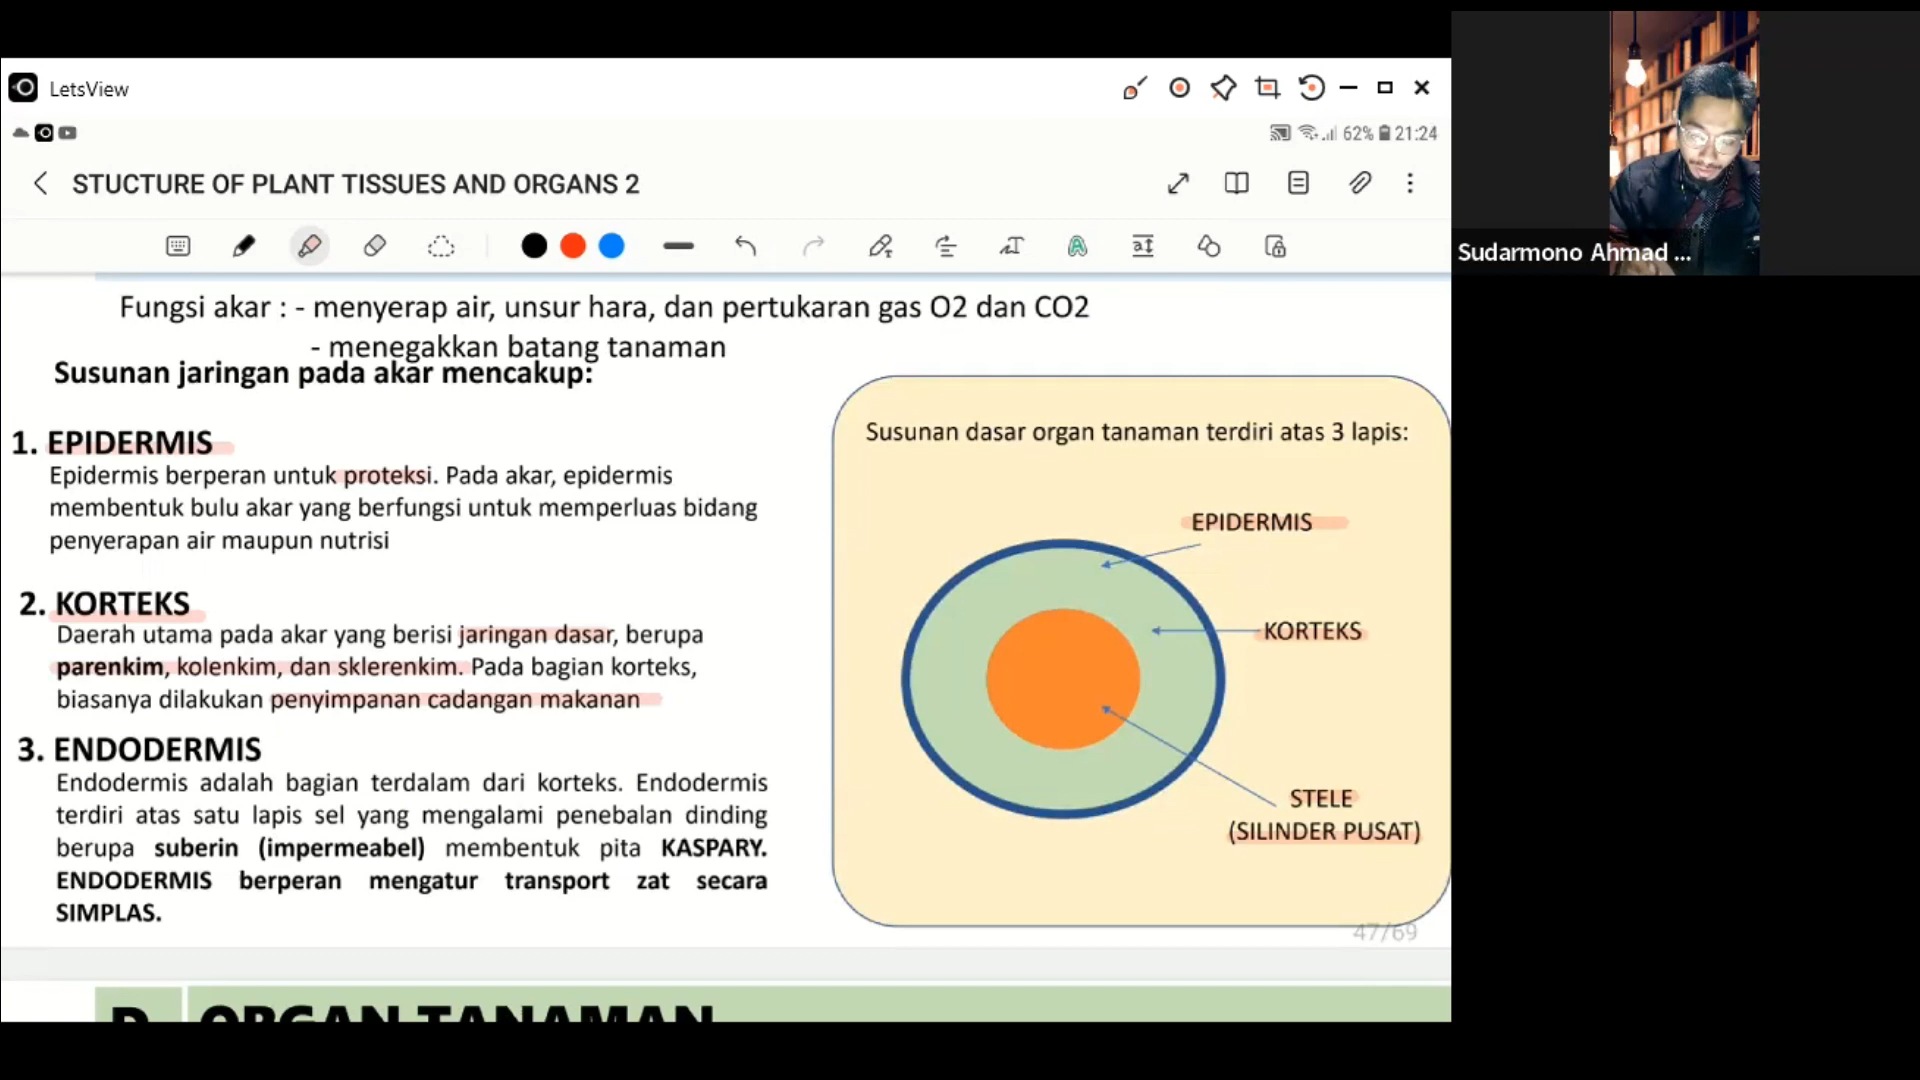 LetsView
62% 21:24
STUCTURE OF PLANT TISSUES AND ORGANS 2
Fungsi akar : - menyerap air, unsur hara, dan pertukaran gas O2 dan CO2
- menegakkan batang tanaman
Susunan jaringan pada akar mencakup:
1. EPIDERMIS
Epidermis berperan untuk proteksi. Pada akar, epidermis
membentuk bulu akar yang berfungsi untuk memperluas bidang
penyerapan air maupun nutrisi
2. KORTEKS
Daerah utama pada akar yang berisi jaringan dasar, berupa
parenkim, kolenkim, dan sklerenkim. Pada bagian korteks,
biasanya dilakukan penyimpanan cadangan makanan
3. ENDODERMIS
Endodermis adalah bagian terdalam dari korteks. Endodermis
terdiri atas satu lapis sel yang mengalami penebalan dinding
berupa suberin (impermeabel) membentuk pita KASPARY.
ENDODERMIS berperan mengatur transport zat secara
SIMPLAS.
Susunan dasar organ tanaman terdiri atas 3 lapis:
EPIDERMIS
KORTEKS
STELE
(SILINDER PUSAT)
47/69
D ORGAN TANAMAN
Sudarmono Ahmad ...